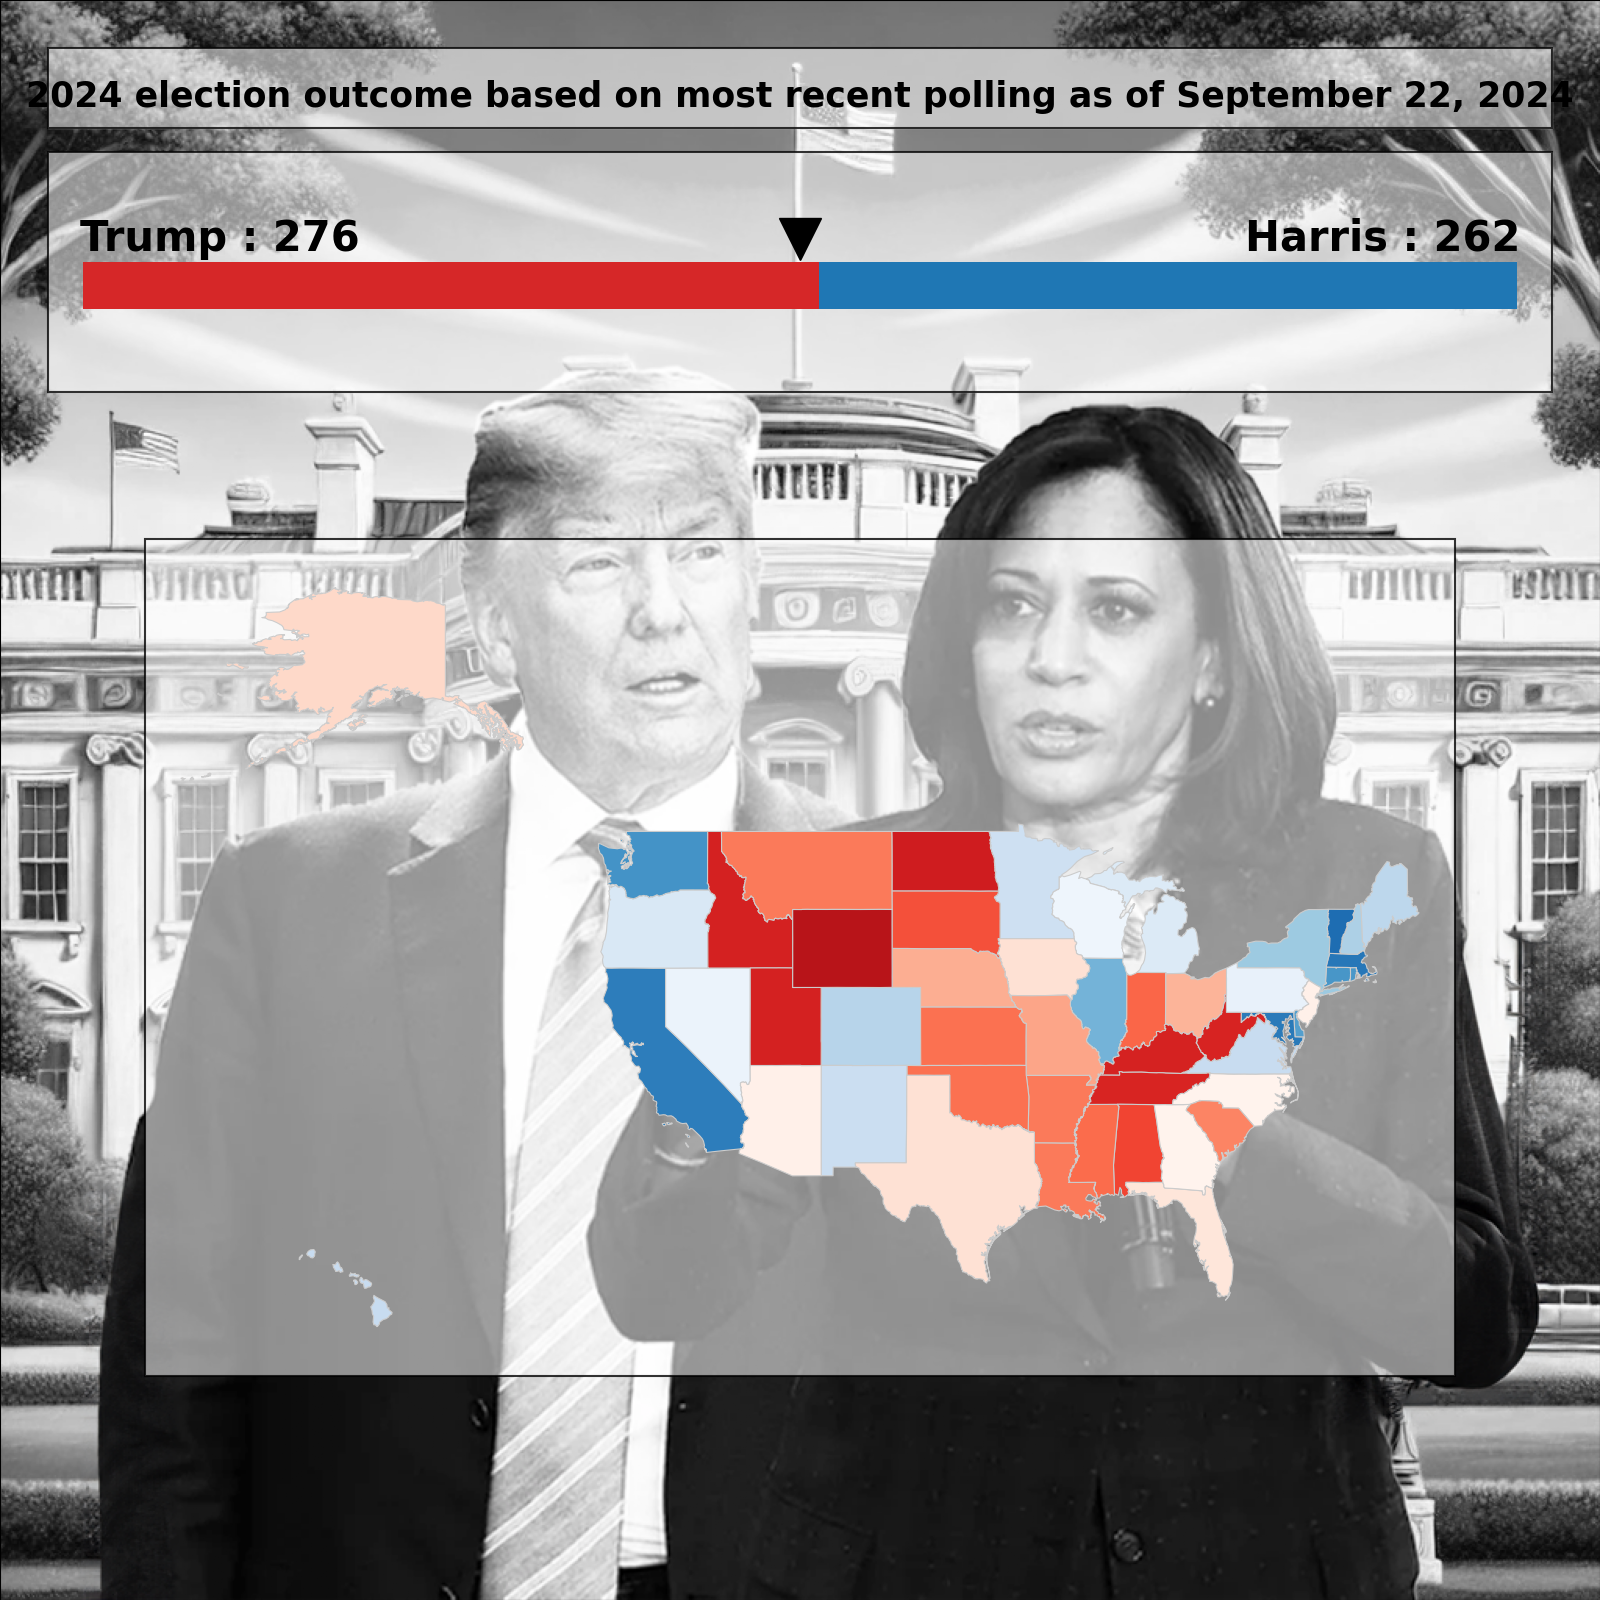 2024 election outcome based on most recent polling as of September 22, 2024
Trump : 276
Harris : 262